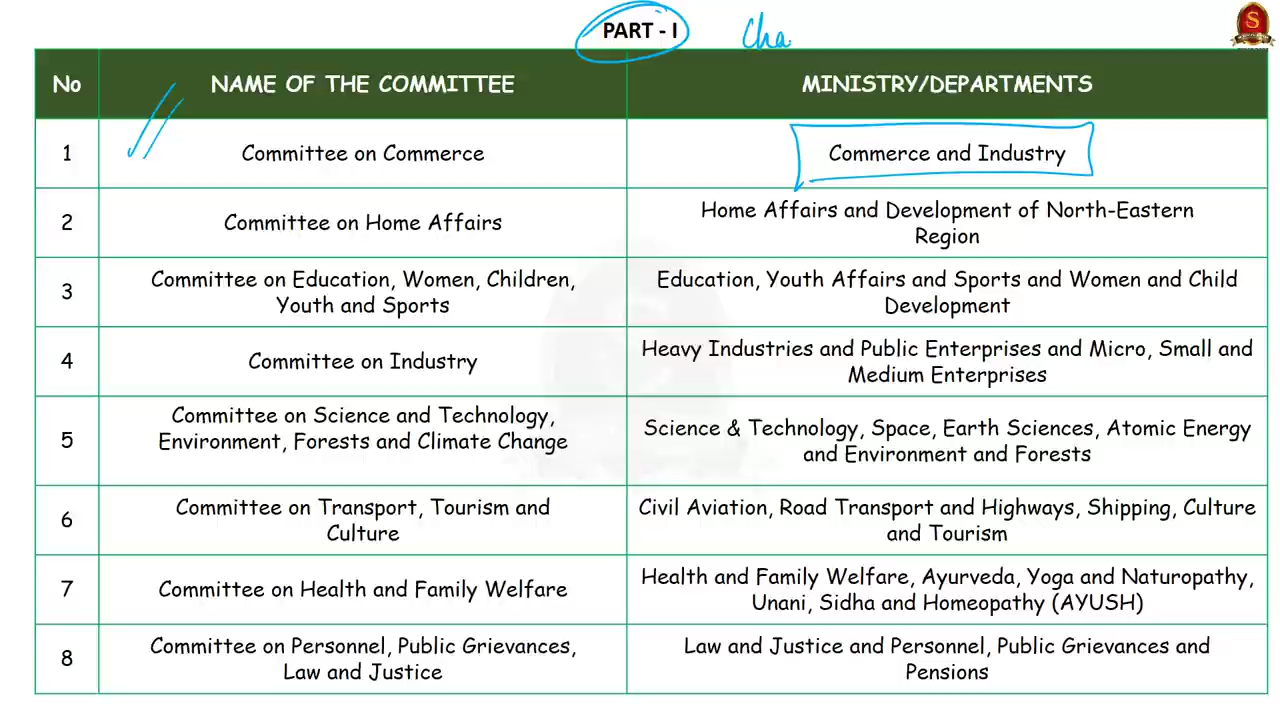 PART - I
Cha
S
No
NAME OF THE COMMITTEE
MINISTRY/DEPARTMENTS
1
Committee on Commerce
Commerce and Industry
2
Committee on Home Affairs
Home Affairs and Development of North-Eastern
Region
3
Committee on Education, Women, Children,
Youth and Sports
Education, Youth Affairs and Sports and Women and Child
Development
4
Committee on Industry
Heavy Industries and Public Enterprises and Micro, Small and
Medium Enterprises
5
Committee on Science and Technology,
Environment, Forests and Climate Change
Science & Technology, Space, Earth Sciences, Atomic Energy
and Environment and Forests
6
Committee on Transport, Tourism and
Culture
Civil Aviation, Road Transport and Highways, Shipping, Culture
and Tourism
7
Committee on Health and Family Welfare
Health and Family Welfare, Ayurveda, Yoga and Naturopathy,
Unani, Sidha and Homeopathy (AYUSH)
8
Committee on Personnel, Public Grievances,
Law and Justice
Law and Justice and Personnel, Public Grievances and
Pensions